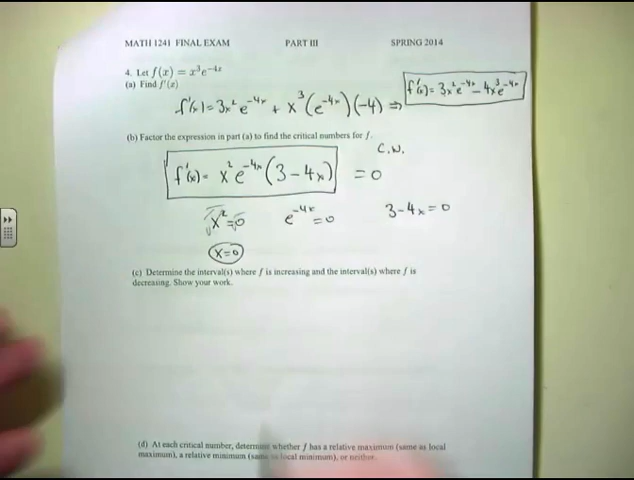 MATH 1241 FINAL EXAM PART III SPRING 2014
4. Let f(x) = x³e⁻⁴ˣ
(a) Find f′(x)
f'(x) = 3x² e⁻⁴ˣ + x³ (e⁻⁴ˣ)(-4) ⇒ f'(x) = 3x² e⁻⁴ˣ - 4x³e⁻⁴ˣ
(b) Factor the expression in part (a) to find the critical numbers for f.
C.N.
f'(x) = x² e⁻⁴ˣ (3 - 4x) = 0
x² = 0 e⁻⁴ˣ = 0 3 - 4x = 0
x = 0
(c) Determine the interval(s) where f is increasing and the interval(s) where f is
decreasing. Show your work.
(d) At each critical number, determine whether f has a relative maximum (same as local
maximum), a relative minimum (same as local minimum), or neither.